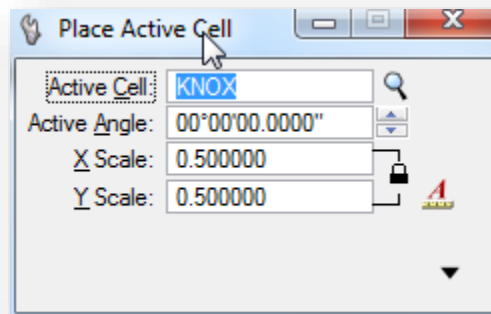 Place Active Cell
Active Cell: KNOX
Active Angle: 00°00'00.0000"
X Scale: 0.500000
Y Scale: 0.500000
A